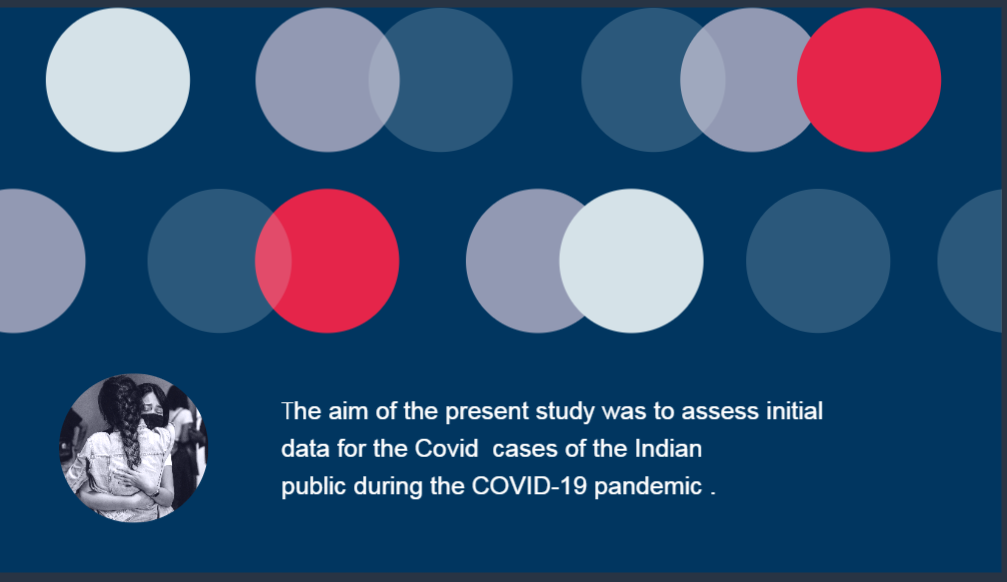 The aim of the present study was to assess initial
data for the Covid  cases of the Indian
public during the COVID-19 pandemic .